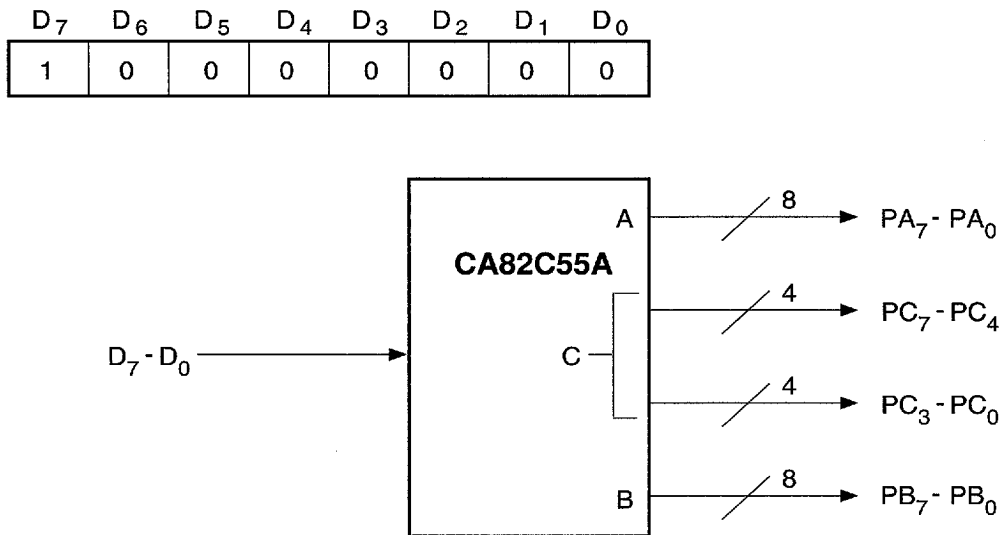 D7 D6 D5 D4 D3 D2 D1 D0
1 0 0 0 0 0 0 0
A 8 PA7 - PA0
CA82C55A
4 PC7 - PC4
D7 - D0 C
4 PC3 - PC0
B 8 PB7 - PB0